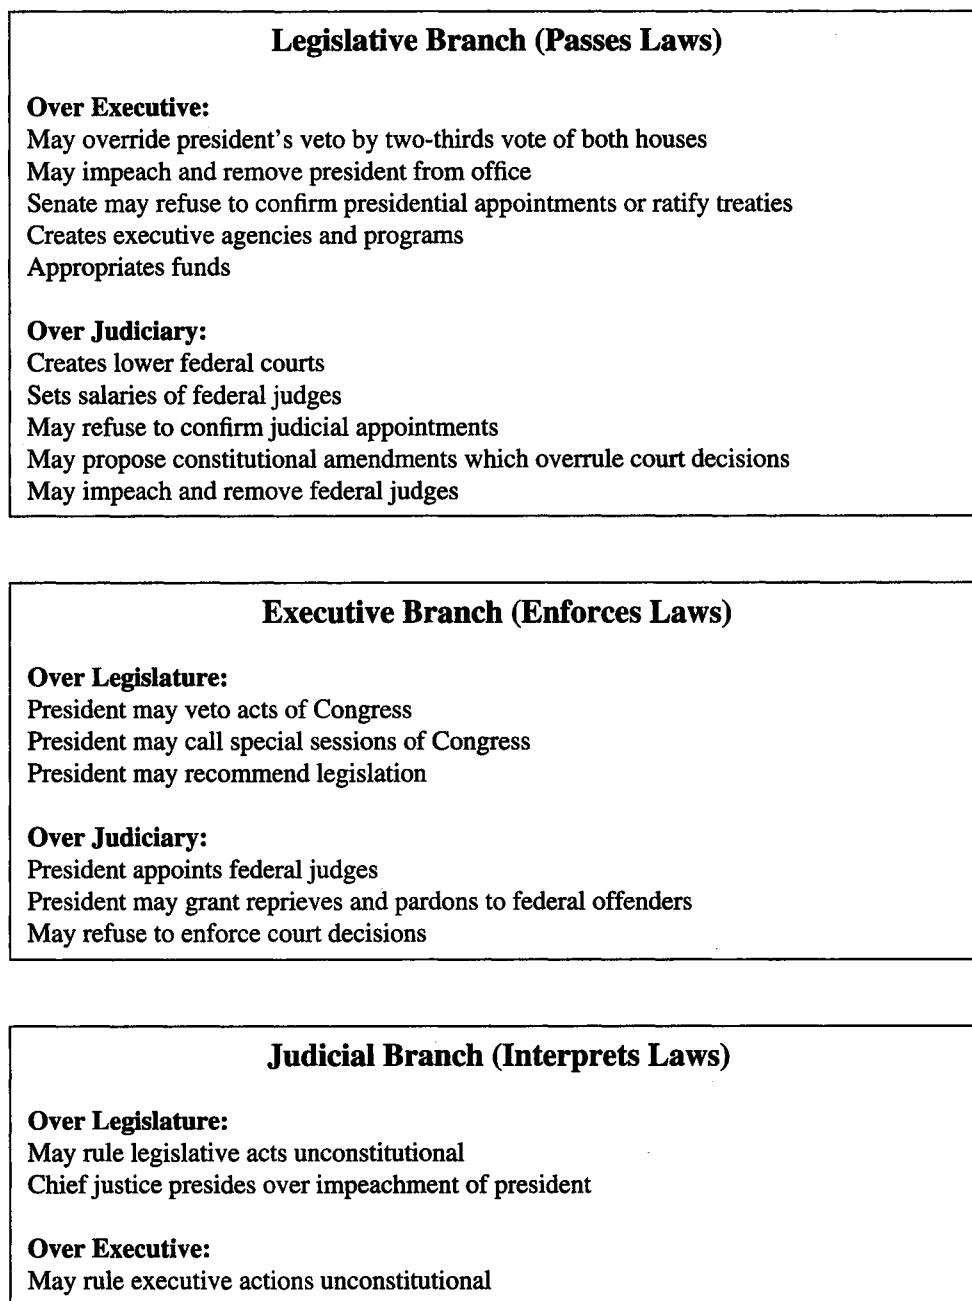 Legislative Branch (Passes Laws)
Over Executive:
May override president's veto by two-thirds vote of both houses
May impeach and remove president from office
Senate may refuse to confirm presidential appointments or ratify treaties
Creates executive agencies and programs
Appropriates funds
Over Judiciary:
Creates lower federal courts
Sets salaries of federal judges
May refuse to confirm judicial appointments
May propose constitutional amendments which overrule court decisions
May impeach and remove federal judges
Executive Branch (Enforces Laws)
Over Legislature:
President may veto acts of Congress
President may call special sessions of Congress
President may recommend legislation
Over Judiciary:
President appoints federal judges
President may grant reprieves and pardons to federal offenders
May refuse to enforce court decisions
Judicial Branch (Interprets Laws)
Over Legislature:
May rule legislative acts unconstitutional
Chief justice presides over impeachment of president
Over Executive:
May rule executive actions unconstitutional